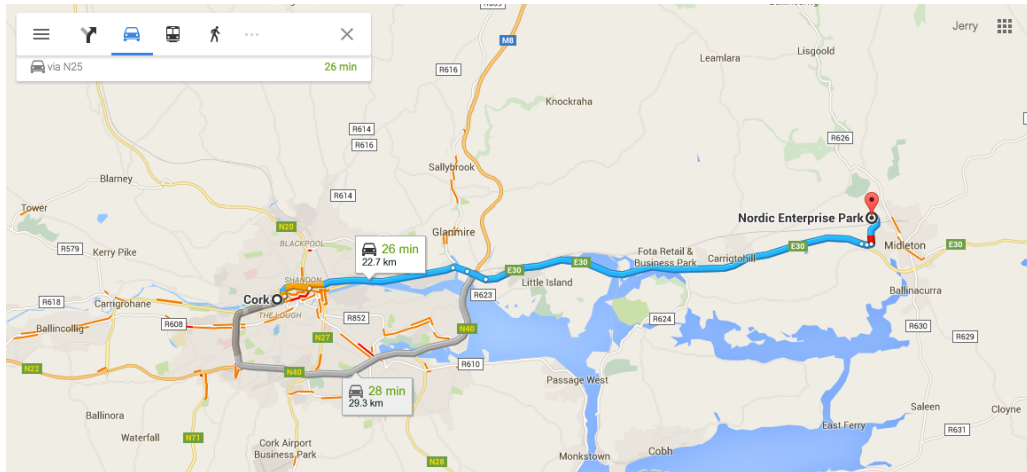 Jerry
via N25 26 min
M8
R639
Ballincurrig
Lisgoold
Leamlara
R616
Knockraha
R626
R614
R616
Sallybrook
Blarney
R614
Tower
N20
Nordic Enterprise Park
R579
Kerry Pike
BLACKPOOL
Glanmire
26 min
22.7 km
Fota Retail &
Business Park
Carrigtohill
E30
Midleton
E30
SHANDON
E30
E30
Little Island
Cork
R618
Carrigrohane
THE LOUGH
R623
Ballinacurra
Ballincollig
R608
R852
N27
N40
R624
R630
R629
N22
N40
R610
28 min
29.3 km
Passage West
Ballinora
Saleen
Cloyne
Waterfall
N71
Cork Airport
Business Park
N28
Monkstown
Cobh
East Ferry
R631